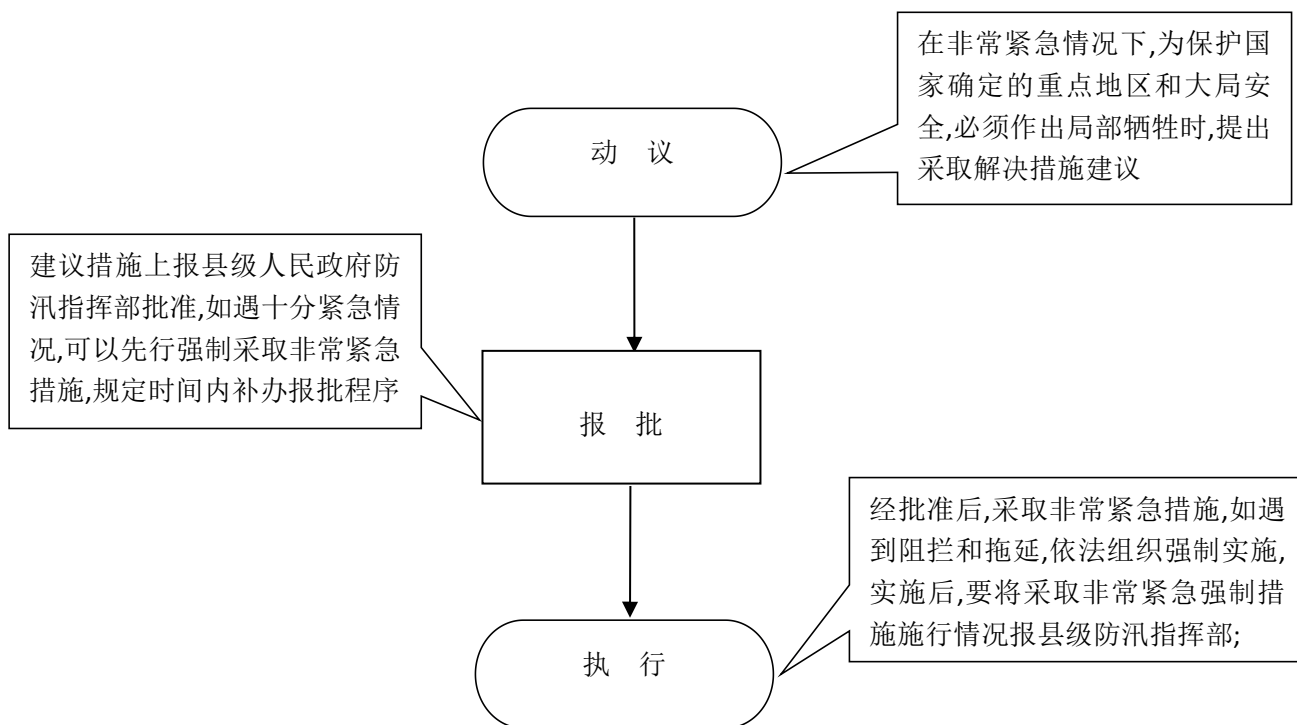 在非常紧急情况下,为保护国
家确定的重点地区和大局安
全,必须作出局部牺牲时,提出
采取解决措施建议
动 议
建议措施上报县级人民政府防
汛指挥部批准,如遇十分紧急情
况,可以先行强制采取非常紧急
措施,规定时间内补办报批程序
报 批
经批准后,采取非常紧急措施,如遇
到阻拦和拖延,依法组织强制实施,
实施后,要将采取非常紧急强制措
施施行情况报县级防汛指挥部;
执 行